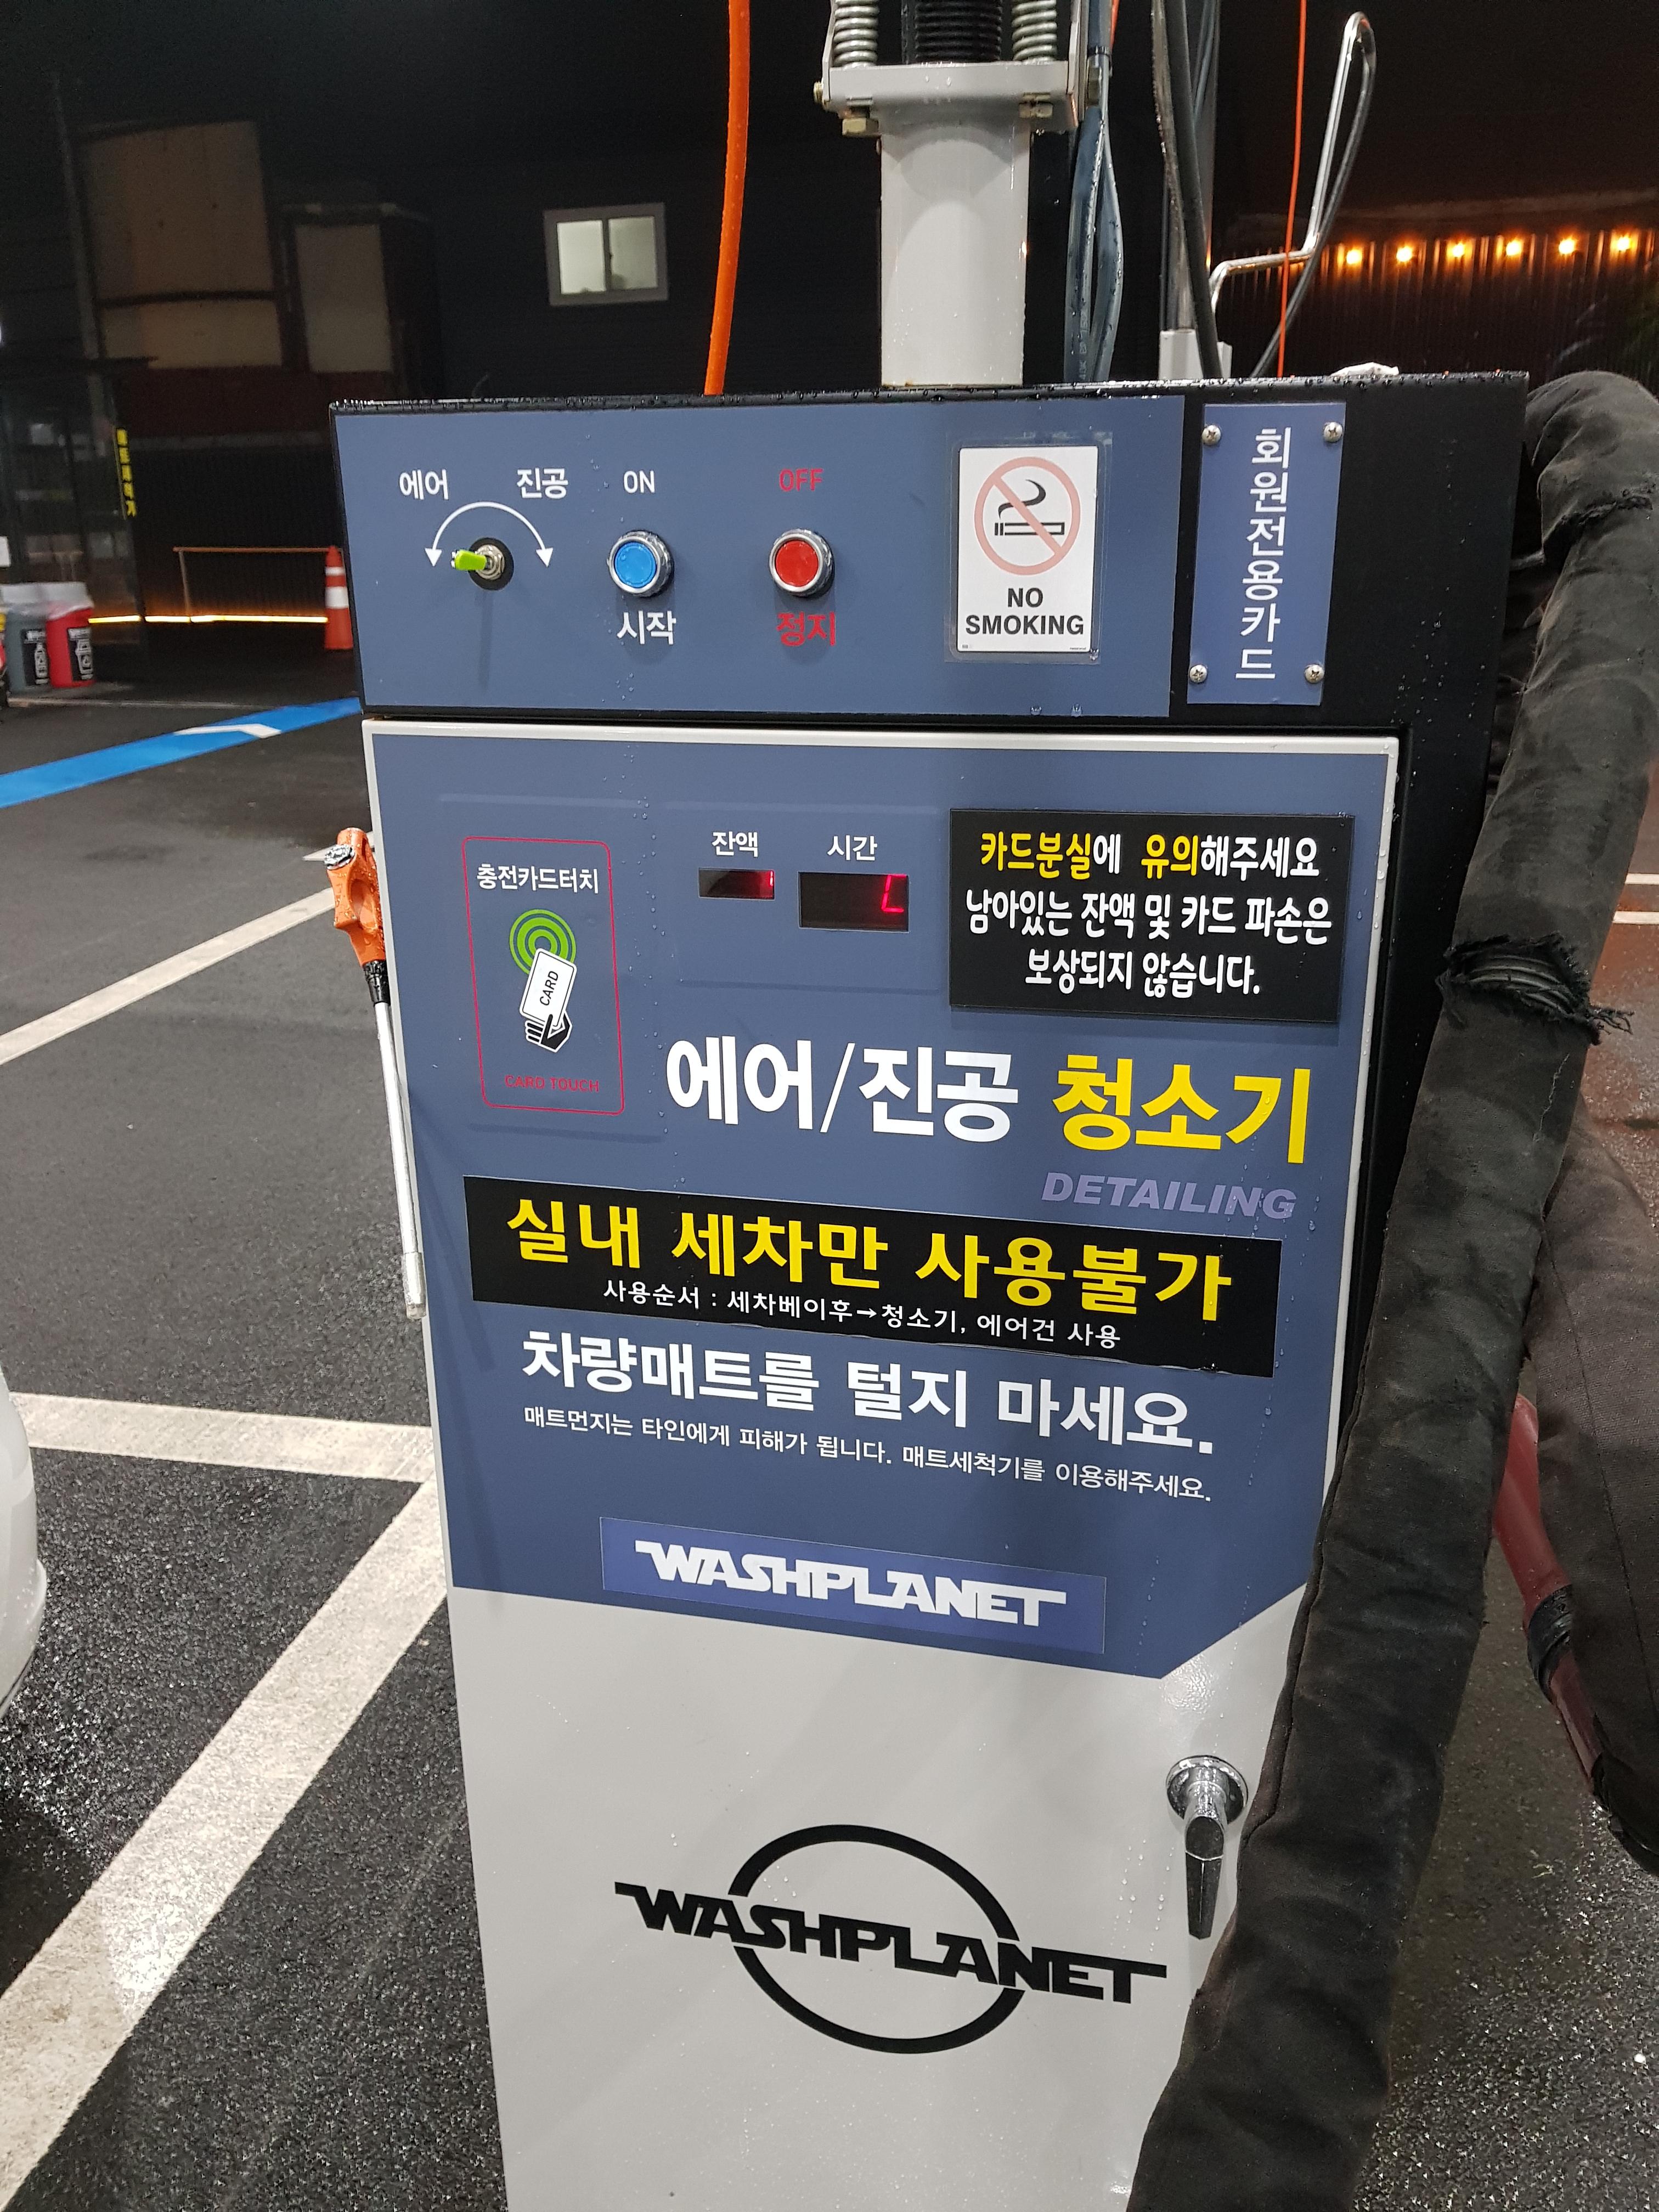 에어 진공 ON OFF
시작 정지
NO
SMOKING
회원전용카드
충전카드터치
CARD
CARD TOUCH
잔액 시간
카드분실에 유의해주세요
남아있는 잔액 및 카드 파손은
보상되지 않습니다.
에어/진공 청소기
DETAILING
실내 세차만 사용불가
사용순서 : 세차베이후→청소기, 에어건 사용
차량매트를 털지 마세요.
매트먼지는 타인에게 피해가 됩니다. 매트세척기를 이용해주세요.
WASHPLANET
WASHPLANET